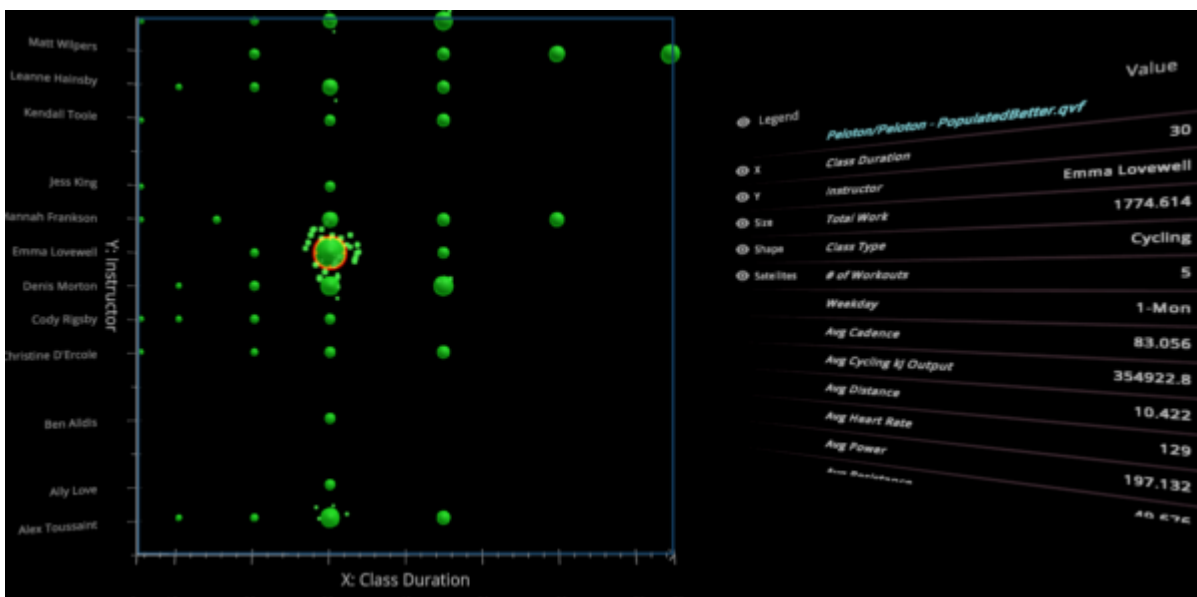 Matt Wilpers
Leanne Hainsby
Kendall Toole
Jess King
Hannah Frankson
Emma Lovewell
Denis Morton
Cody Rigsby
Christine D'Ercole
Ben Alldis
Ally Love
Alex Toussaint
Y: Instructor
X: Class Duration
Value
Legend Peloton/Peloton - PopulatedBetter.qvf
X Class Duration 30
Y Instructor Emma Lovewell
Size Total Work 1774.614
Shape Class Type Cycling
Satellites # of Workouts 5
Weekday 1-Mon
Avg Cadence 83.056
Avg Cycling kj Output 354922.8
Avg Distance 10.422
Avg Heart Rate 129
Avg Power 197.132